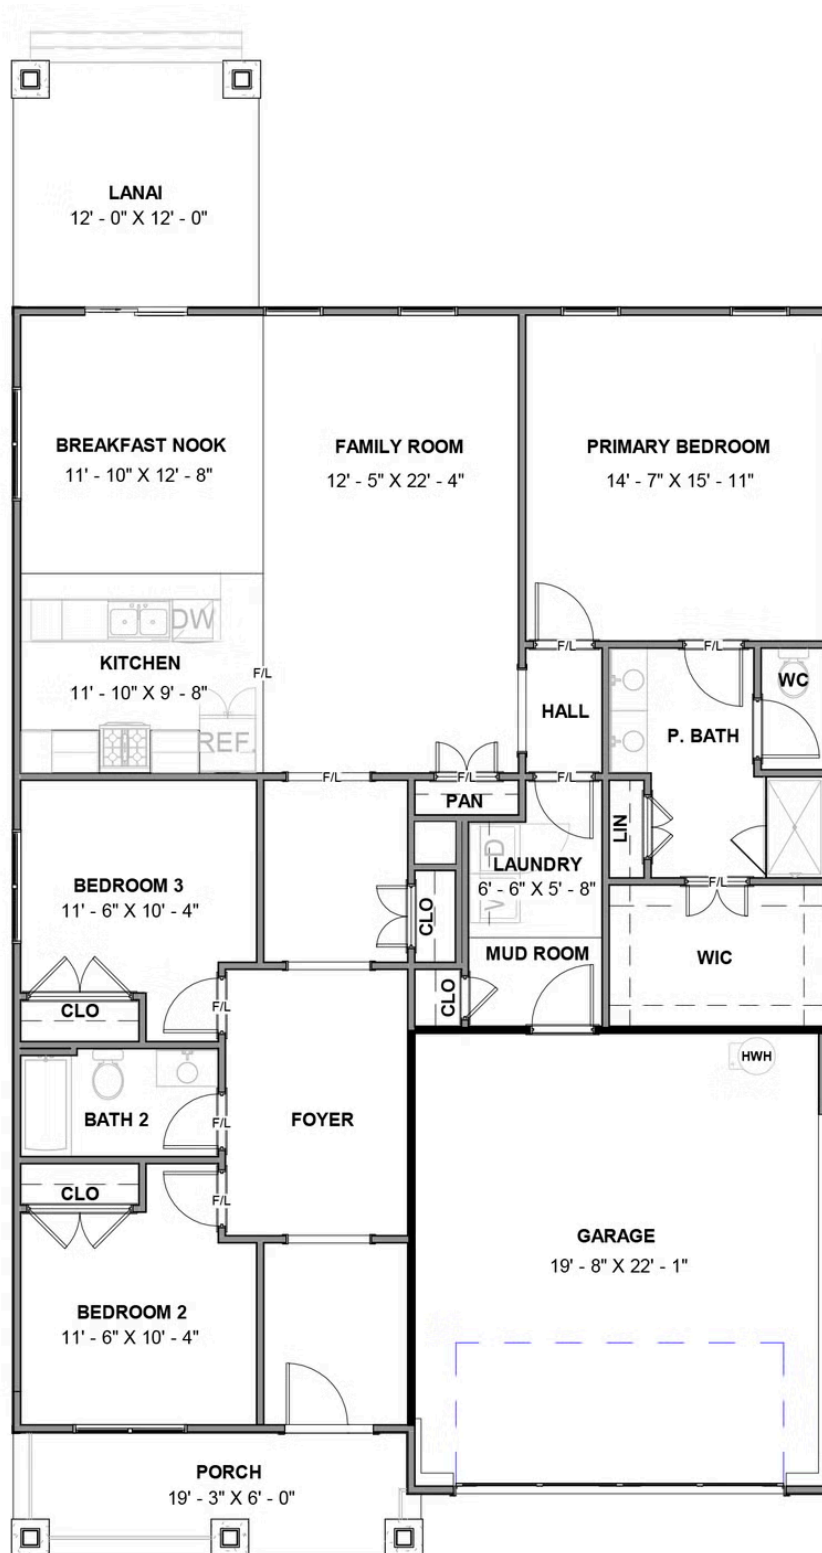 LANAI
12' - 0" X 12' - 0"
BREAKFAST NOOK
11' - 10" X 12' - 8"
FAMILY ROOM
12' - 5" X 22' - 4"
PRIMARY BEDROOM
14' - 7" X 15' - 11"
DW
KITCHEN
11' - 10" X 9' - 8"
F/L
REF.
F/L
F/L
HALL
F/L
F/L
F/L
WC
P. BATH
PAN
LIN
BEDROOM 3
11' - 6" X 10' - 4"
CLO
LAUNDRY
6' - 6" X 5' - 8"
D
W
F/L
MUD ROOM
WIC
CLO
CLO
F/L
HWH
BATH 2
F/L
FOYER
CLO
F/L
GARAGE
19' - 8" X 22' - 1"
BEDROOM 2
11' - 6" X 10' - 4"
PORCH
19' - 3" X 6' - 0"